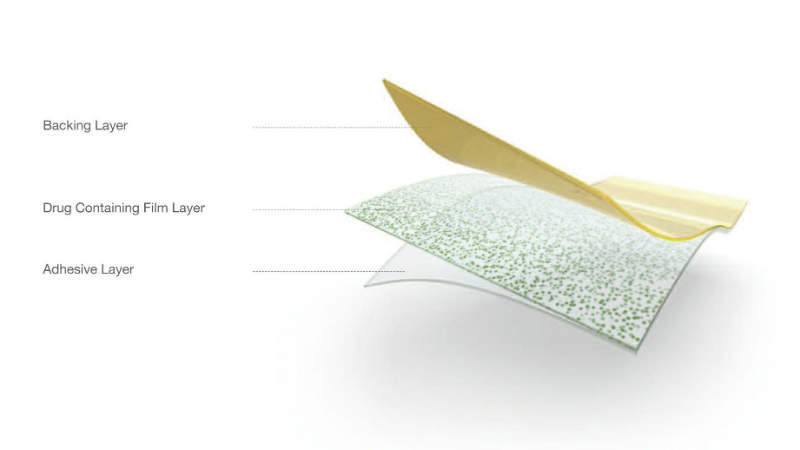 Backing Layer
Drug Containing Film Layer
Adhesive Layer